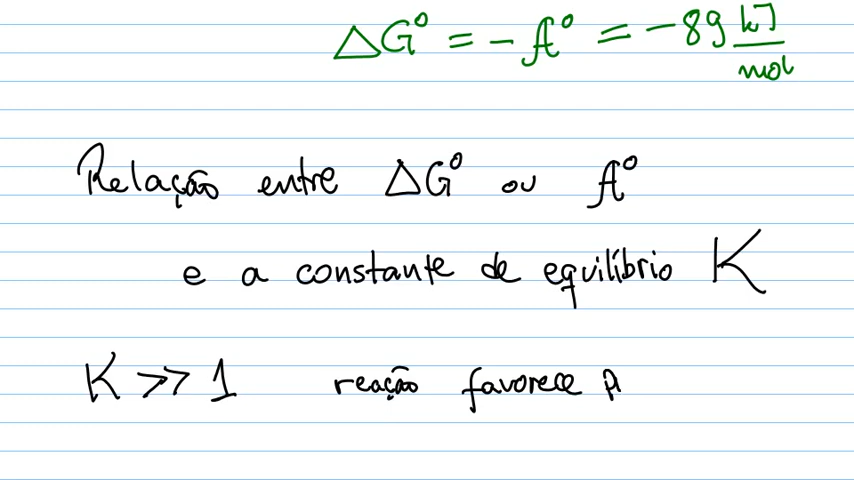 ΔG° = -A° = -89 kJ/mol
Relação entre ΔG° ou A°
e a constante de equilíbrio K
K >> 1 reação favorece p